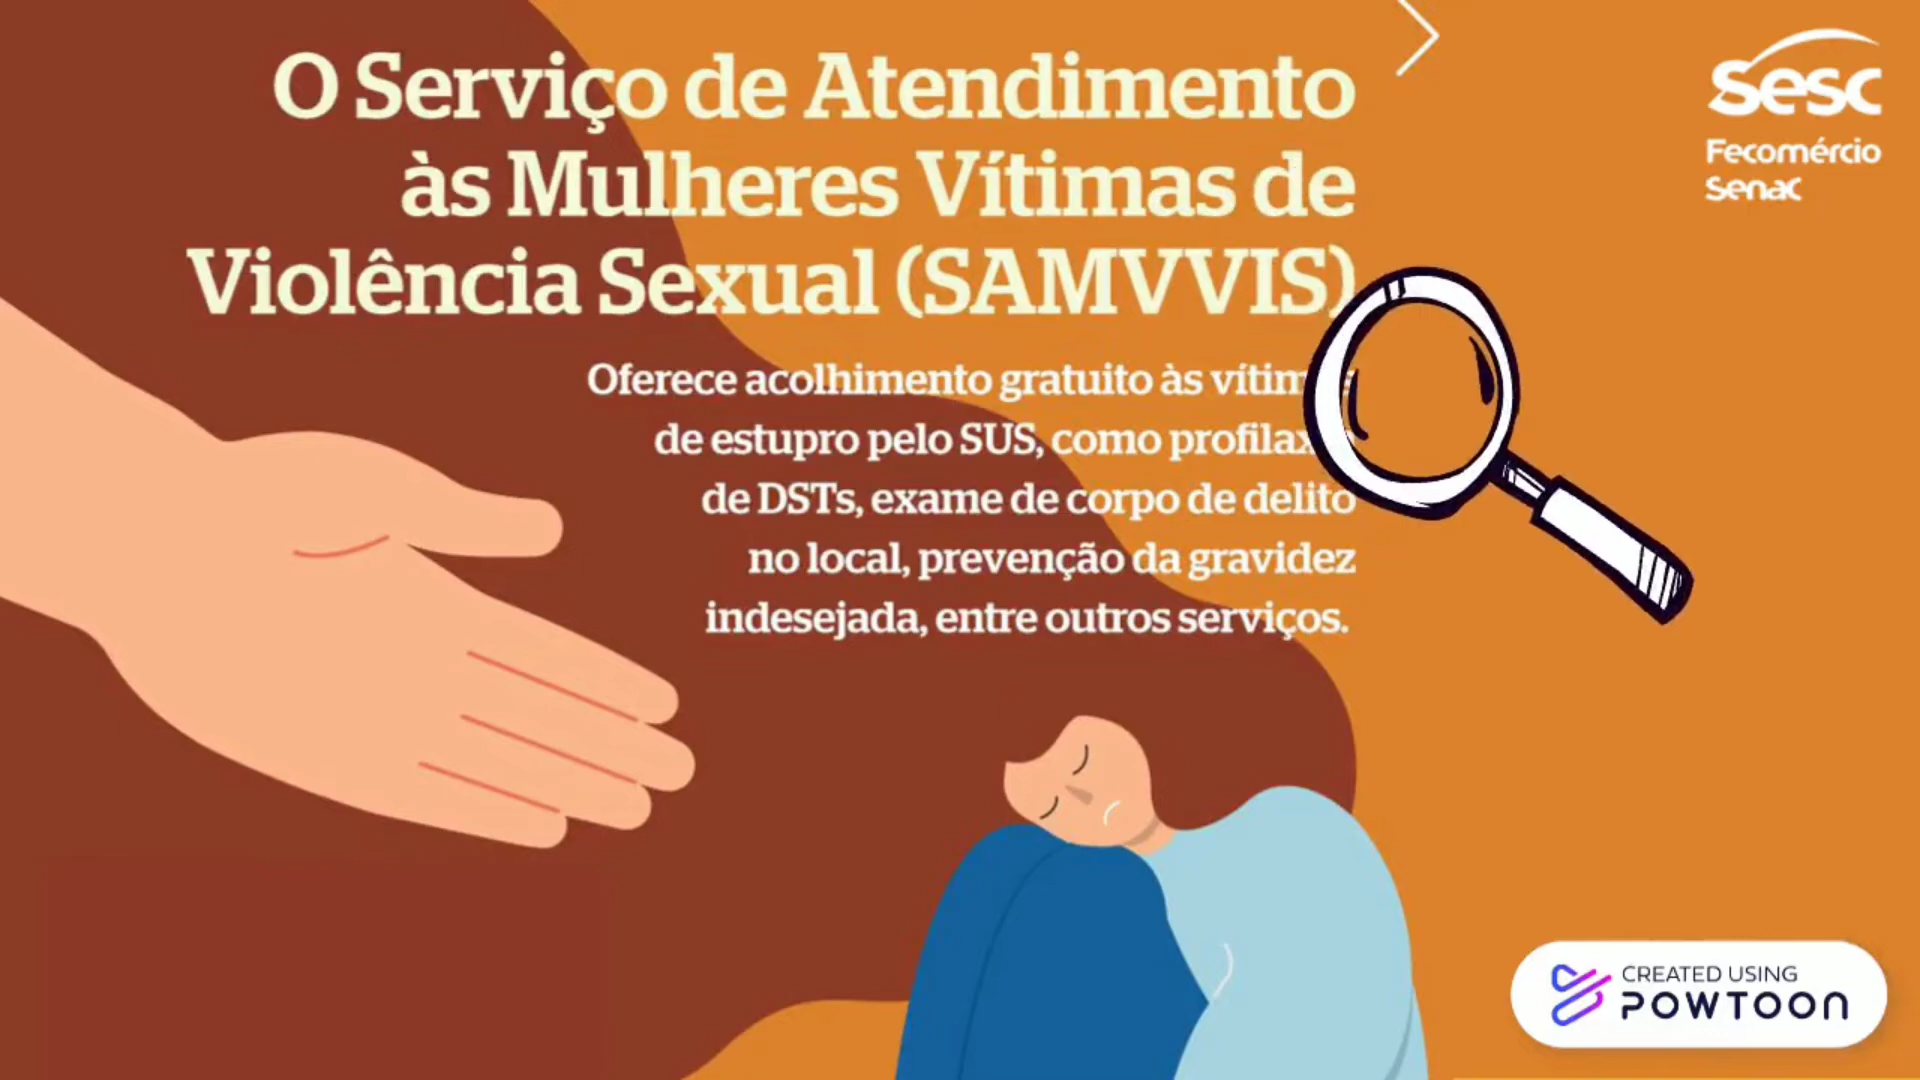 O Serviço de Atendimento
às Mulheres Vítimas de
Violência Sexual (SAMVVIS)
Oferece acolhimento gratuito às
de estupro pelo SUS, como
de DSTs, exame de corpo de delito
no local, prevenção da gravidez
indesejada, entre outros serviços.
Sesc
Fecomércio
Senac
CREATED USING
POWTOON